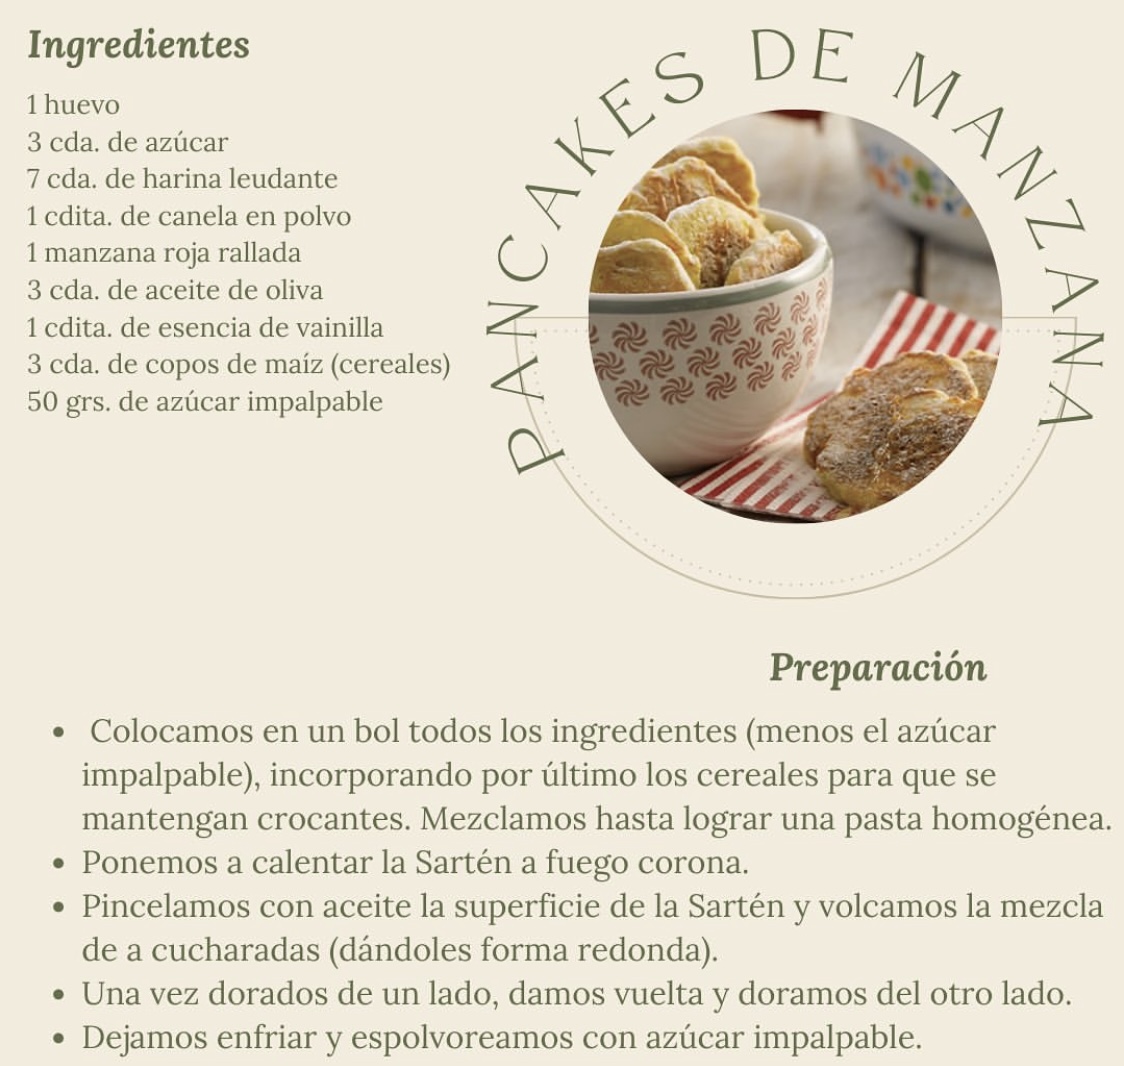 Ingredientes
1 huevo
3 cda. de azúcar
7 cda. de harina leudante
1 cdita. de canela en polvo
1 manzana roja rallada
3 cda. de aceite de oliva
1 cdita. de esencia de vainilla
3 cda. de copos de maíz (cereales)
50 grs. de azúcar impalpable
PANCAKES DE MANZANA
Preparación
• Colocamos en un bol todos los ingredientes (menos el azúcar
impalpable), incorporando por último los cereales para que se
mantengan crocantes. Mezclamos hasta lograr una pasta homogénea.
• Ponemos a calentar la Sartén a fuego corona.
• Pincelamos con aceite la superficie de la Sartén y volcamos la mezcla
de a cucharadas (dándoles forma redonda).
• Una vez dorados de un lado, damos vuelta y doramos del otro lado.
• Dejamos enfriar y espolvoreamos con azúcar impalpable.